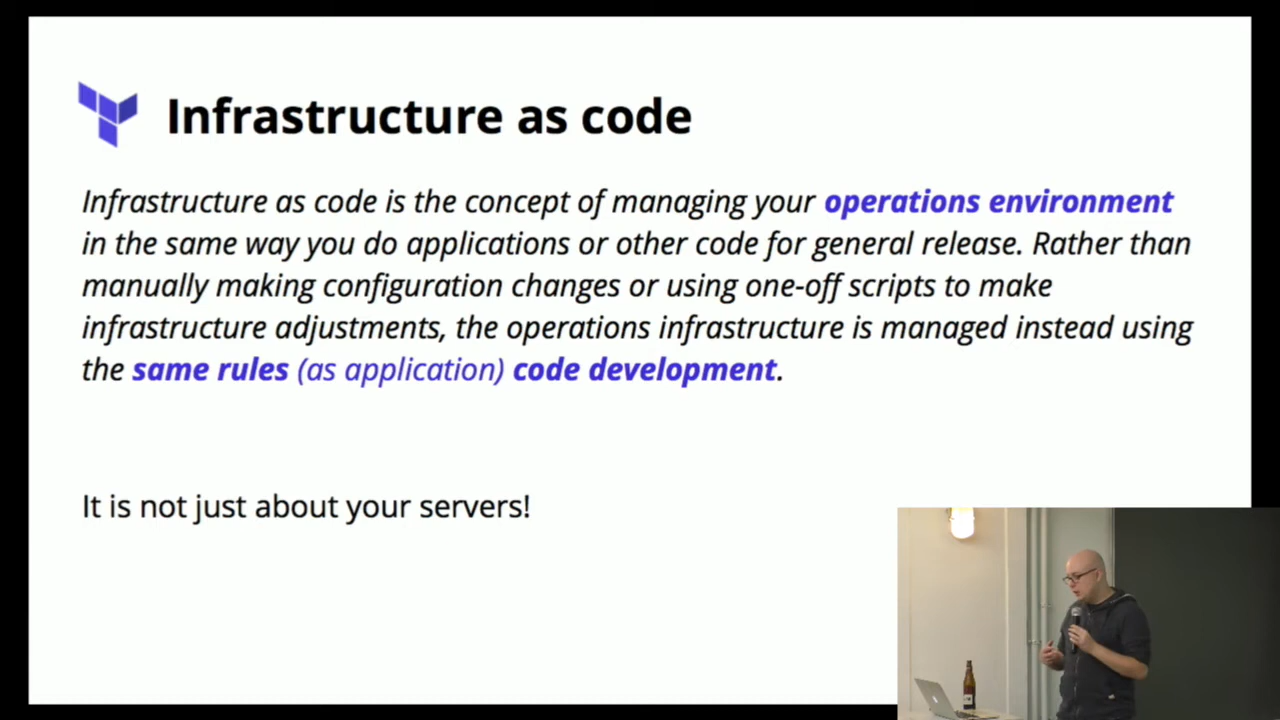 Infrastructure as code
Infrastructure as code is the concept of managing your operations environment
in the same way you do applications or other code for general release. Rather than
manually making configuration changes or using one-off scripts to make
infrastructure adjustments, the operations infrastructure is managed instead using
the same rules (as application) code development.
It is not just about your servers!